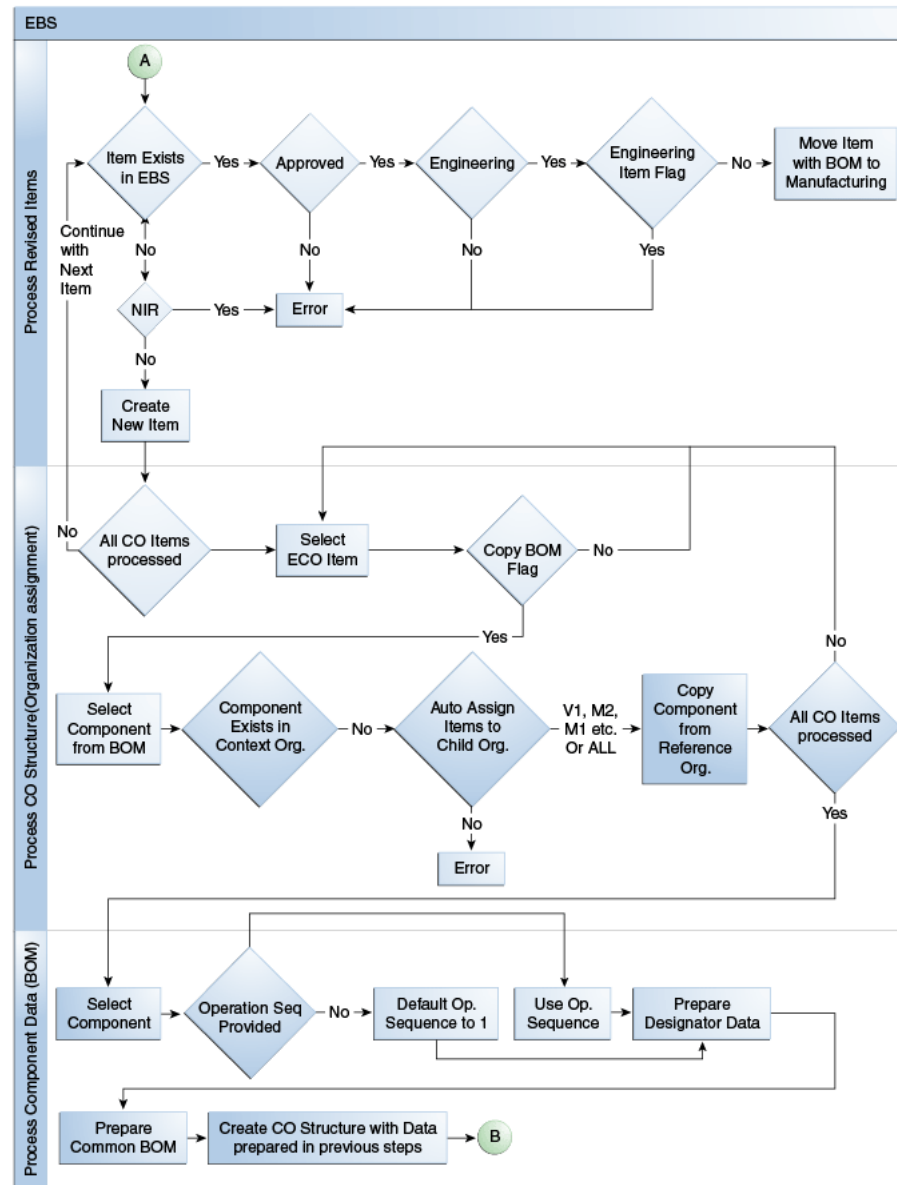 EBS
Process Revised Items
A
Item Exists
in EBS
Yes
Approved
Yes
Engineering
Yes
Engineering
Item Flag
No
Move Item
with BOM to
Manufacturing
Continue
with
Next
Item
No
No
No
Yes
NIR
Yes
Error
No
Create
New Item
Process CO Structure(Organization assignment)
No
All CO Items
processed
Select
ECO Item
Copy BOM
Flag
No
Yes
No
Select
Component
from BOM
Component
Exists in
Context Org.
No
Auto Assign
Items to
Child Org.
V1, M2,
M1 etc.
Or ALL
Copy
Component
from
Reference
Org.
All CO Items
processed
No
Yes
Error
Process Component Data (BOM)
Select
Component
Operation Seq
Provided
No
Default Op.
Sequence to 1
Use Op.
Sequence
Prepare
Designator Data
Prepare
Common BOM
Create CO Structure with Data
prepared in previous steps
B